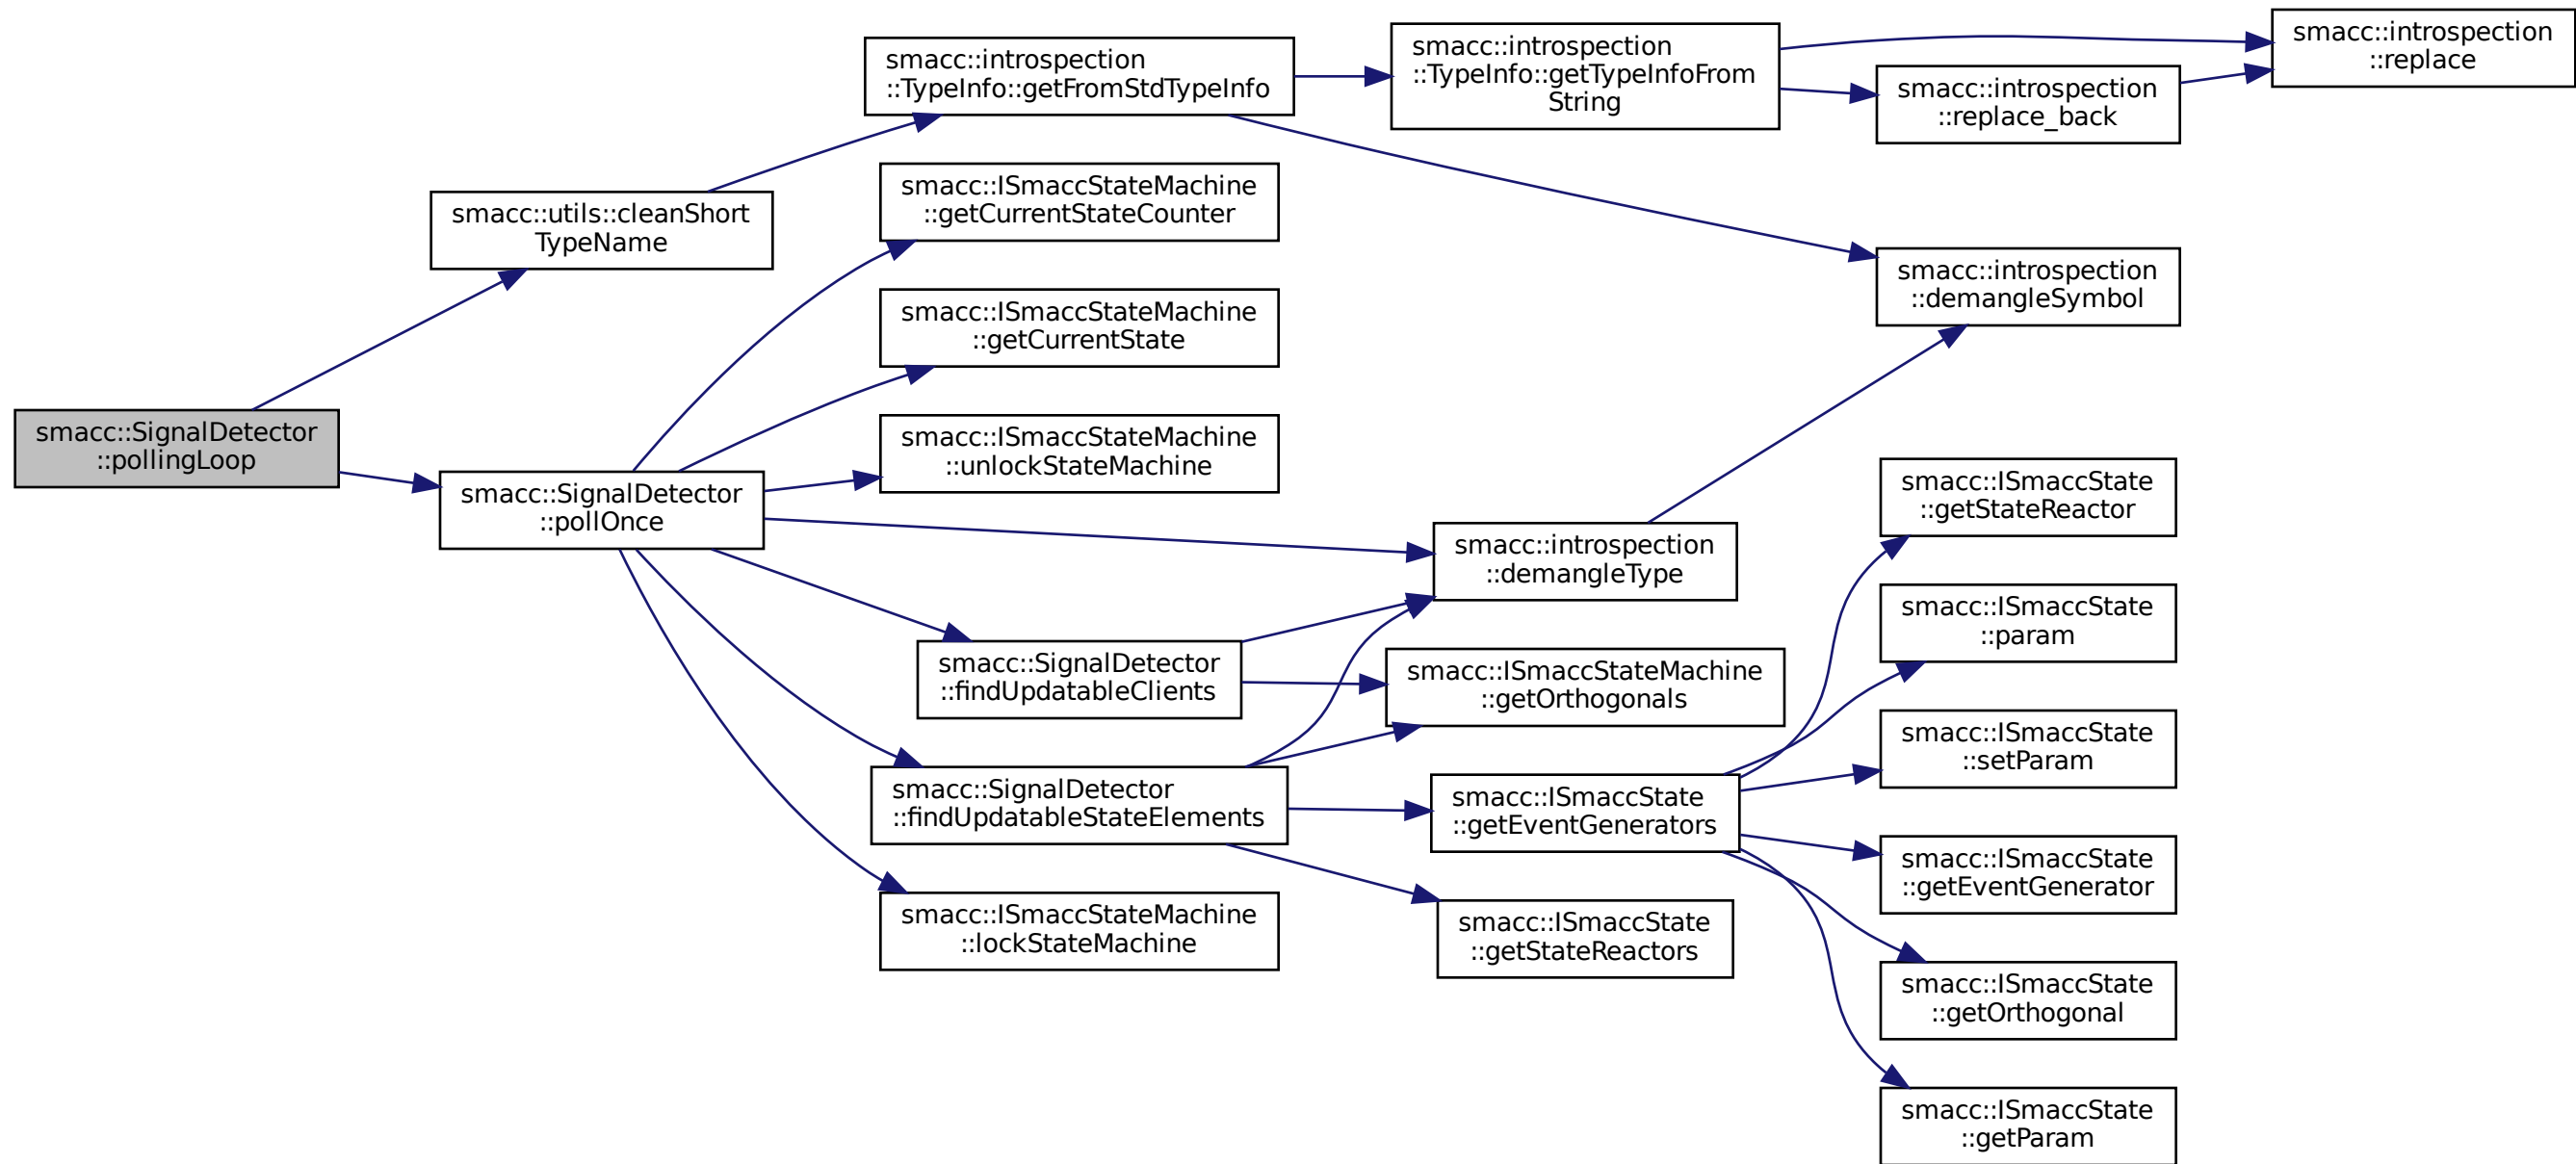 smacc::SignalDetector
::pollingLoop
smacc::utils::cleanShort
TypeName
smacc::SignalDetector
::pollOnce
smacc::introspection
::TypeInfo::getFromStdTypeInfo
smacc::ISmaccStateMachine
::getCurrentStateCounter
smacc::ISmaccStateMachine
::getCurrentState
smacc::ISmaccStateMachine
::unlockStateMachine
smacc::SignalDetector
::findUpdatableClients
smacc::SignalDetector
::findUpdatableStateElements
smacc::ISmaccStateMachine
::lockStateMachine
smacc::introspection
::TypeInfo::getTypeInfoFrom
String
smacc::introspection
::demangleType
smacc::ISmaccStateMachine
::getOrthogonals
smacc::ISmaccState
::getEventGenerators
smacc::ISmaccState
::getStateReactors
smacc::introspection
::replace_back
smacc::introspection
::demangleSymbol
smacc::ISmaccState
::getStateReactor
smacc::ISmaccState
::param
smacc::ISmaccState
::setParam
smacc::ISmaccState
::getEventGenerator
smacc::ISmaccState
::getOrthogonal
smacc::ISmaccState
::getParam
smacc::introspection
::replace